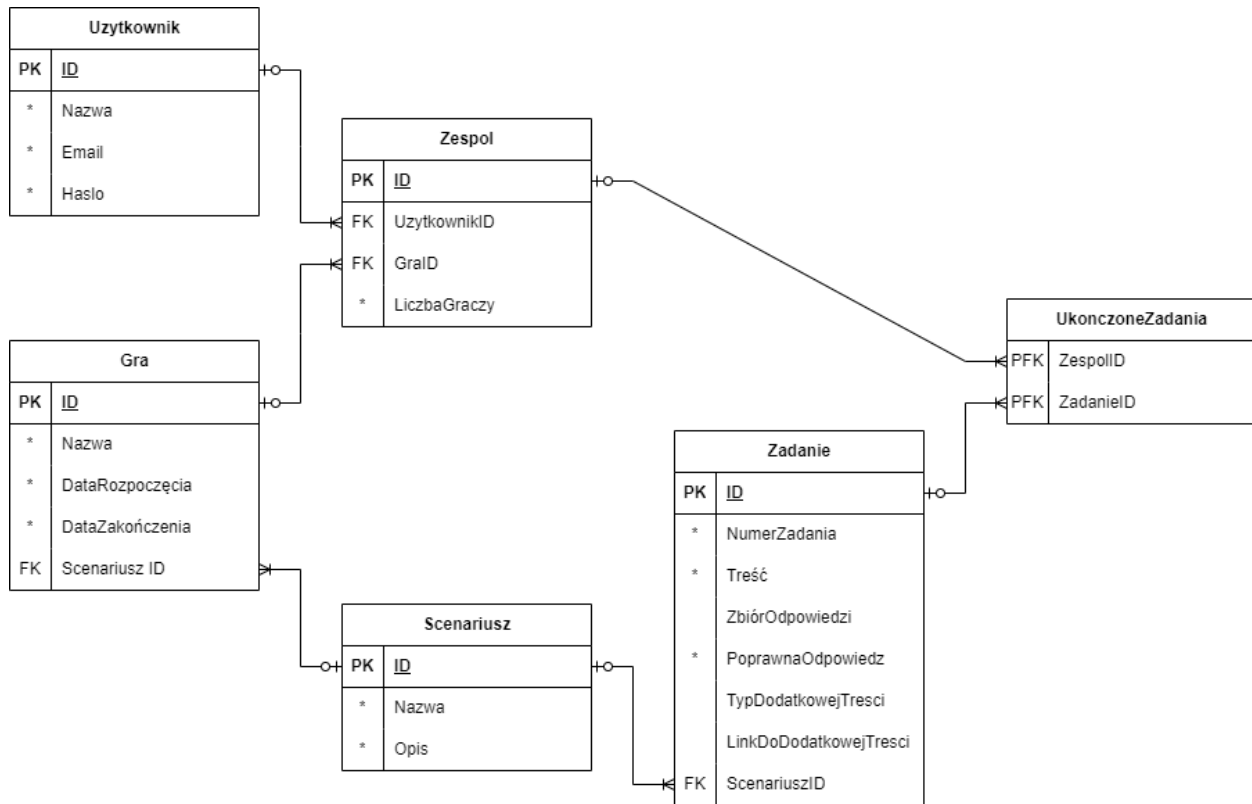 Uzytkownik
PK ID
* Nazwa
* Email
* Haslo
Zespol
PK ID
FK UzytkownikID
FK GraID
* LiczbaGraczy
UkonczoneZadania
PFK ZespolID
PFK ZadanieID
Gra
PK ID
* Nazwa
* DataRozpoczęcia
* DataZakończenia
FK Scenariusz ID
Zadanie
PK ID
* NumerZadania
* Treść
ZbiórOdpowiedzi
* PoprawnaOdpowiedz
TypDodatkowejTresci
LinkDoDodatkowejTresci
FK ScenariuszID
Scenariusz
PK ID
* Nazwa
* Opis